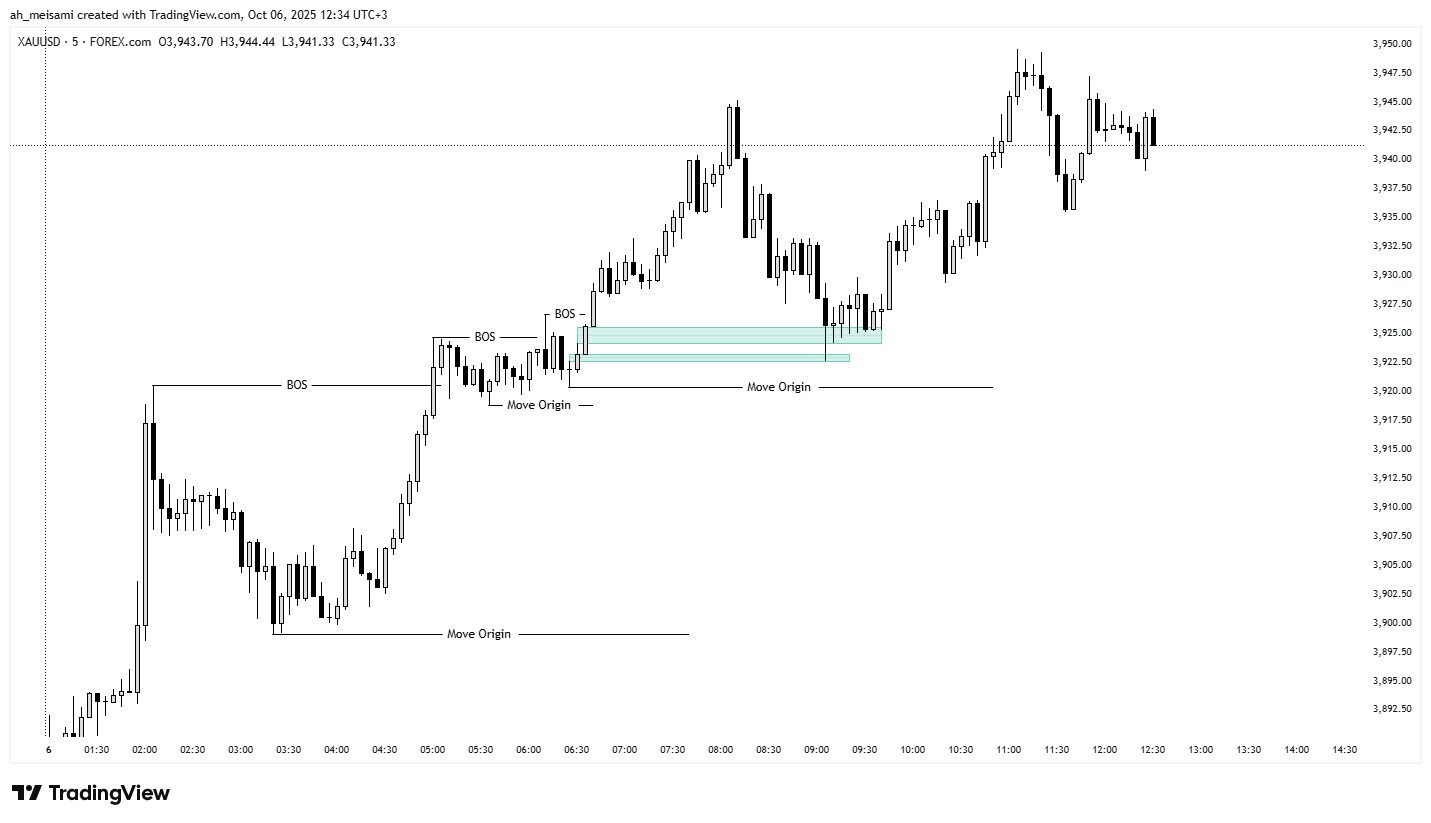 ah_meisami created with TradingView.com, Oct 06, 2025 12:34 UTC+3
XAUUSD · 5 · FOREX.com O3,943.70 H3,944.44 L3,941.33 C3,941.33
3,950.00
3,947.50
3,945.00
3,942.50
3,940.00
3,937.50
3,935.00
3,932.50
3,930.00
3,927.50
3,925.00
3,922.50
3,920.00
3,917.50
3,915.00
3,912.50
3,910.00
3,907.50
3,905.00
3,902.50
3,900.00
3,897.50
3,895.00
3,892.50
BOS
BOS
BOS
Move Origin
Move Origin
Move Origin
6 01:30 02:00 02:30 03:00 03:30 04:00 04:30 05:00 05:30 06:00 06:30 07:00 07:30 08:00 08:30 09:00 09:30 10:00 10:30 11:00 11:30 12:00 12:30 13:00 13:30 14:00 14:30
TradingView